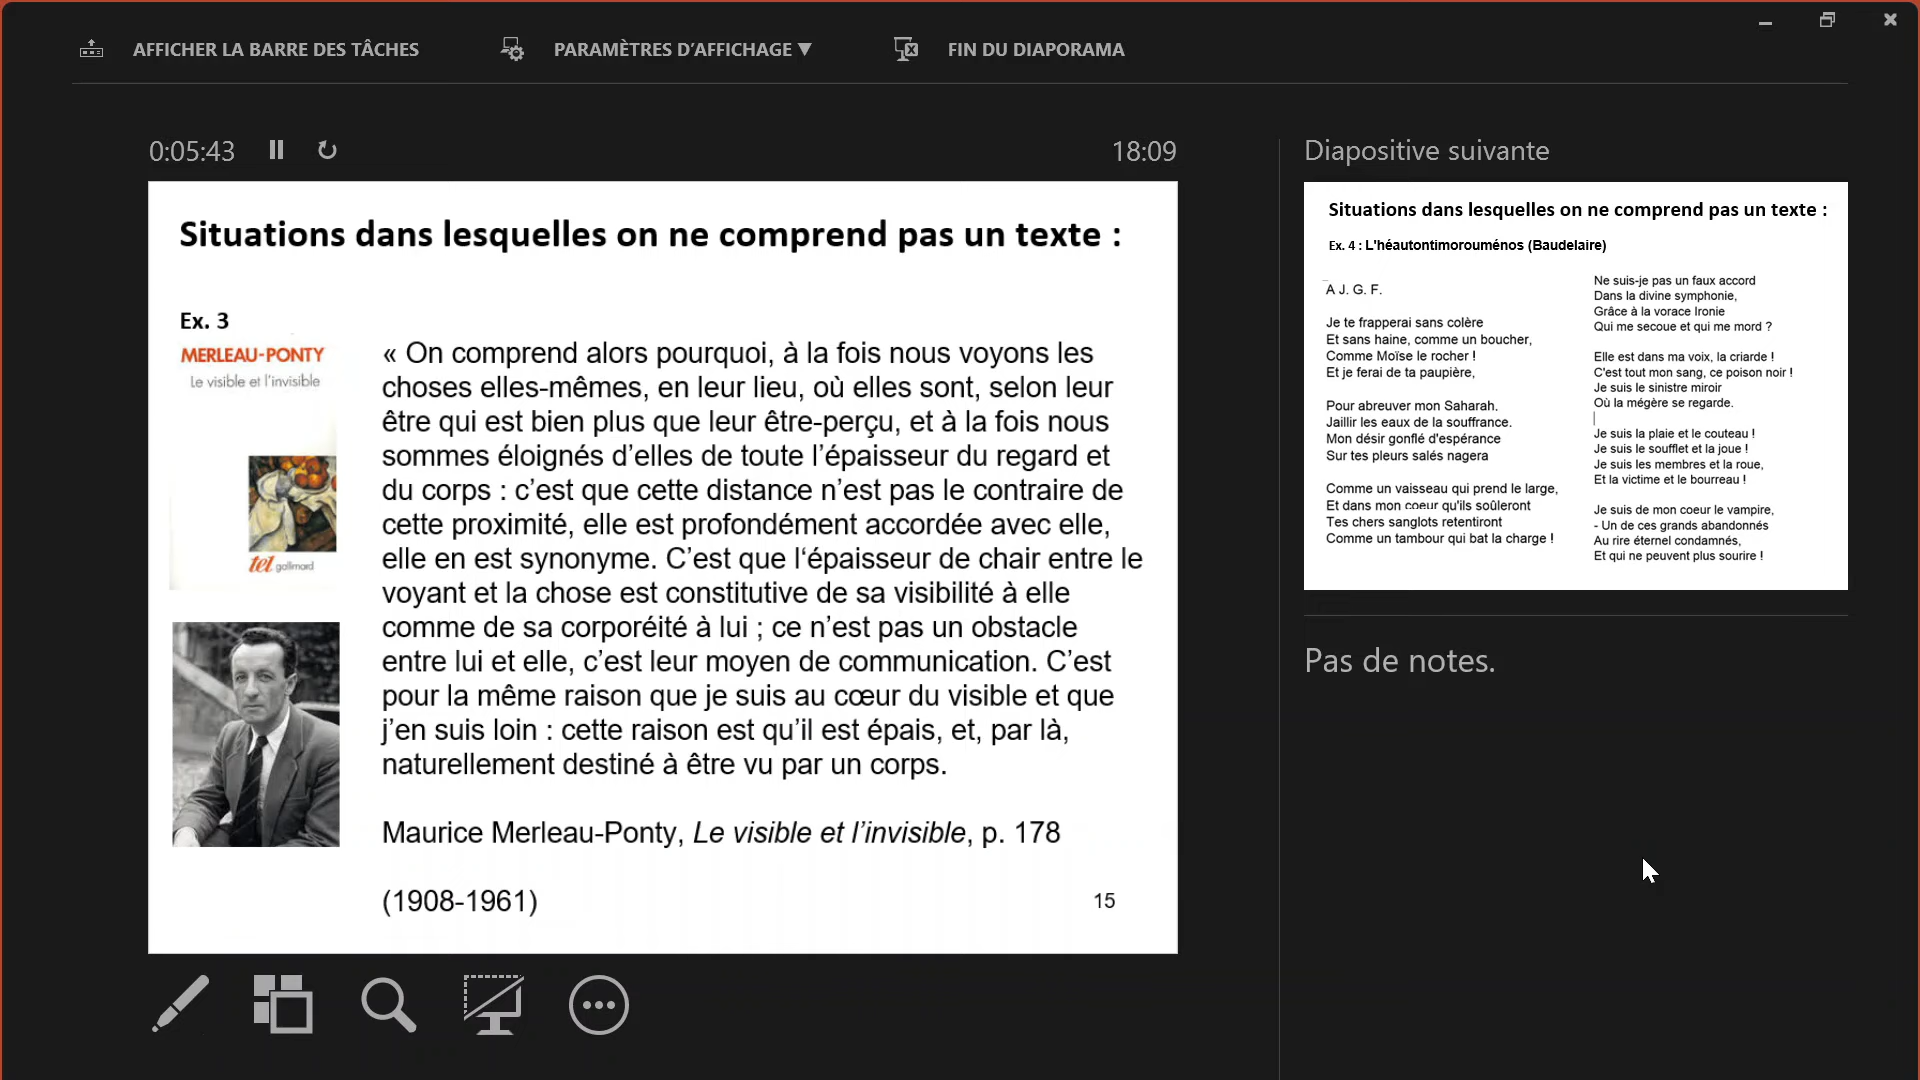 AFFICHER LA BARRE DES TÂCHES
PARAMÈTRES D'AFFICHAGE ▼
FIN DU DIAPORAMA
0:05:43
18:09
Situations dans lesquelles on ne comprend pas un texte :
Ex. 3
MERLEAU-PONTY
Le visible et l'invisible
tel gallimard
« On comprend alors pourquoi, à la fois nous voyons les
choses elles-mêmes, en leur lieu, où elles sont, selon leur
être qui est bien plus que leur être-perçu, et à la fois nous
sommes éloignés d’elles de toute l’épaisseur du regard et
du corps : c’est que cette distance n’est pas le contraire de
cette proximité, elle est profondément accordée avec elle,
elle en est synonyme. C’est que l‘épaisseur de chair entre le
voyant et la chose est constitutive de sa visibilité à elle
comme de sa corporéité à lui ; ce n’est pas un obstacle
entre lui et elle, c’est leur moyen de communication. C’est
pour la même raison que je suis au cœur du visible et que
j’en suis loin : cette raison est qu’il est épais, et, par là,
naturellement destiné à être vu par un corps.
Maurice Merleau-Ponty, Le visible et l’invisible, p. 178
(1908-1961)
15
Diapositive suivante
Situations dans lesquelles on ne comprend pas un texte :
Ex. 4 : L'héautontimorouménos (Baudelaire)
A J. G. F.
Je te frapperai sans colère
Et sans haine, comme un boucher,
Comme Moïse le rocher !
Et je ferai de ta paupière,
Pour abreuver mon Saharah.
Jaillir les eaux de la souffrance.
Mon désir gonflé d'espérance
Sur tes pleurs salés nagera
Comme un vaisseau qui prend le large,
Et dans mon coeur qu'ils soûleront
Tes chers sanglots retentiront
Comme un tambour qui bat la charge !
Ne suis-je pas un faux accord
Dans la divine symphonie,
Grâce à la vorace Ironie
Qui me secoue et qui me mord ?
Elle est dans ma voix, la criarde !
C'est tout mon sang, ce poison noir !
Je suis le sinistre miroir
Où la mégère se regarde.
Je suis la plaie et le couteau !
Je suis le soufflet et la joue !
Je suis les membres et la roue,
Et la victime et le bourreau !
Je suis de mon coeur le vampire,
- Un de ces grands abandonnés
Au rire éternel condamnés,
Et qui ne peuvent plus sourire !
Pas de notes.